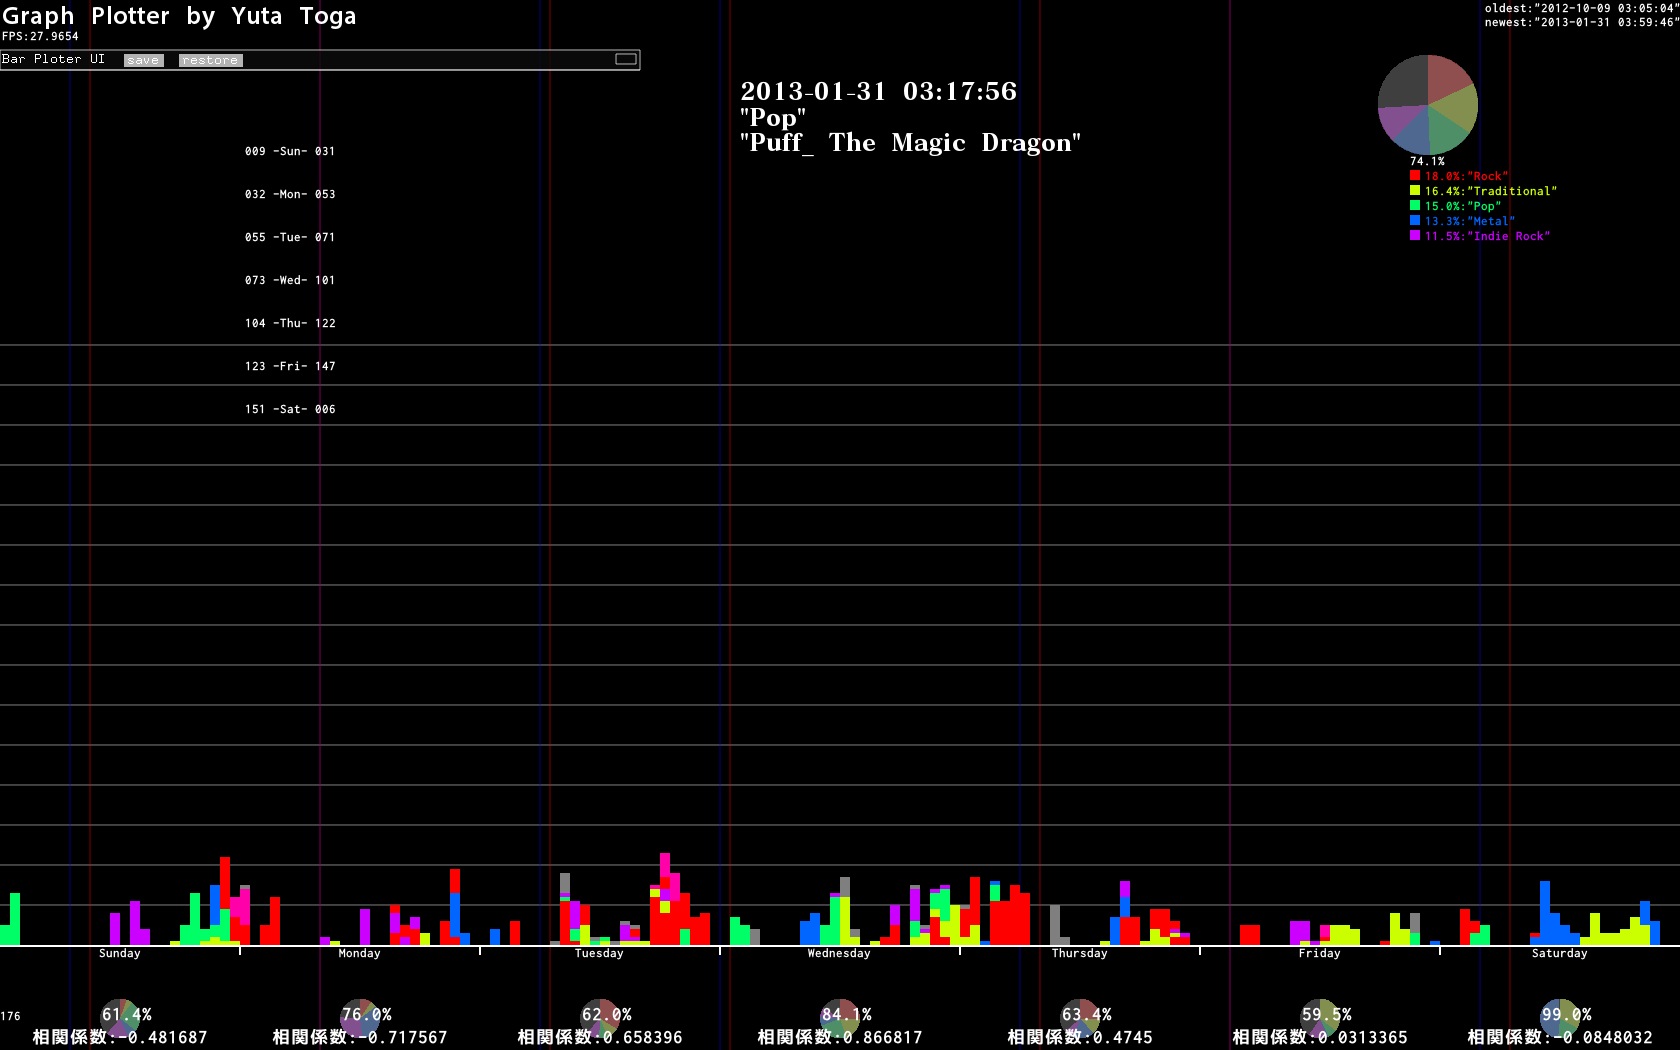 Graph Plotter by Yuta Toga
FPS:27.9654
oldest:"2012-10-09 03:05:04"
newest:"2013-01-31 03:59:46"
Bar Ploter UI save restore
2013-01-31 03:17:56
"Pop"
"Puff_ The Magic Dragon"
009 -Sun- 031
032 -Mon- 053
055 -Tue- 071
073 -Wed- 101
104 -Thu- 122
123 -Fri- 147
151 -Sat- 006
74.1%
18.0%:"Rock"
16.4%:"Traditional"
15.0%:"Pop"
13.3%:"Metal"
11.5%:"Indie Rock"
Sunday Monday Tuesday Wednesday Thursday Friday Saturday
176 61.4% 76.0% 62.0% 84.1% 63.4% 59.5% 99.0%
相関係数:-0.481687 相関係数:-0.717567 相関係数:0.658396 相関係数:0.866817 相関係数:0.4745 相関係数:0.0313365 相関係数:-0.0848032